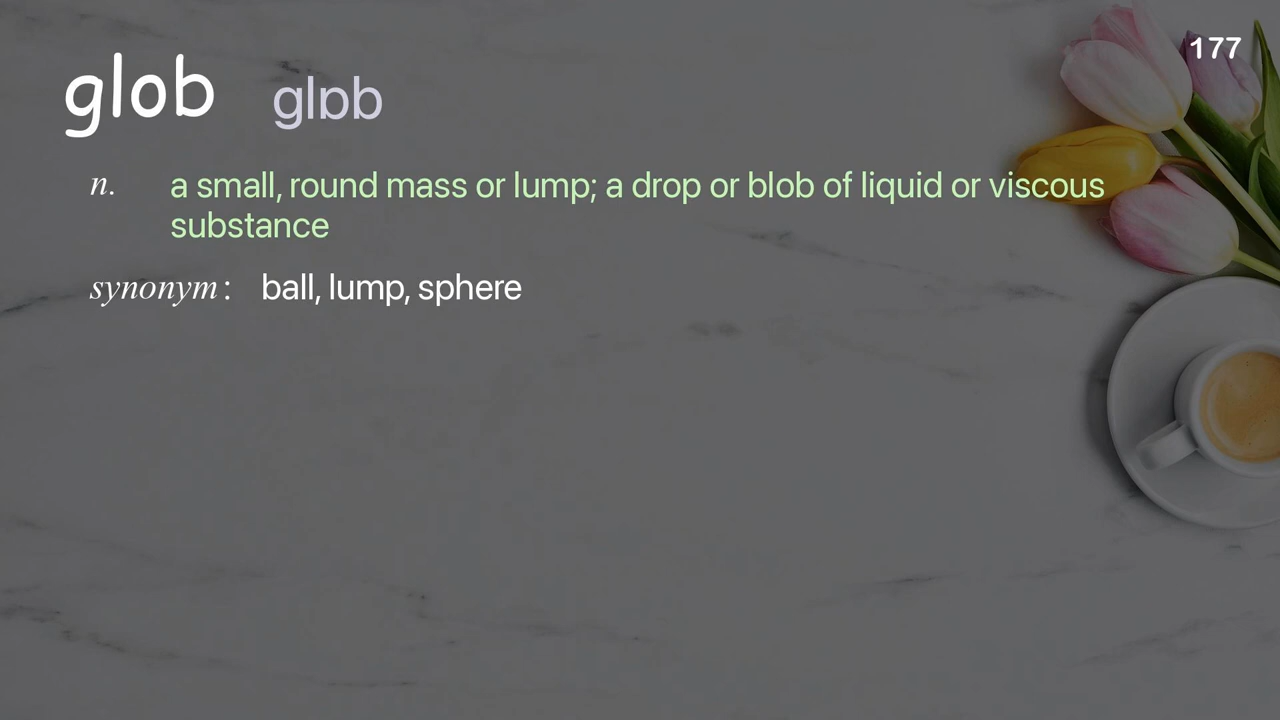 177
glob glɒb
n. a small, round mass or lump; a drop or blob of liquid or viscous
substance
synonym: ball, lump, sphere